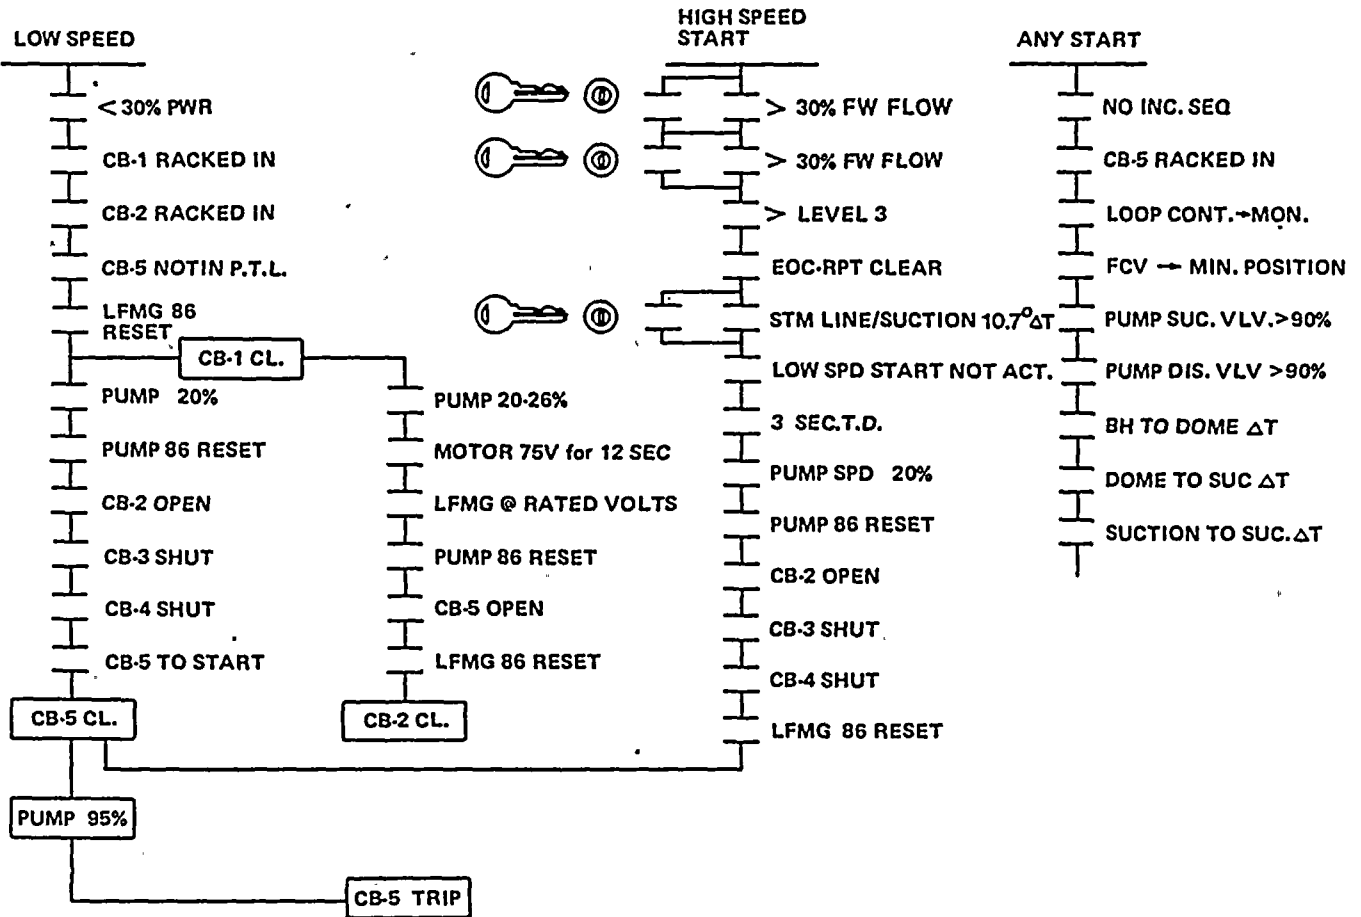 LOW SPEED
< 30% PWR
CB-1 RACKED IN
CB-2 RACKED IN
CB-5 NOTIN P.T.L.
LFMG 86
RESET
CB-1 CL.
PUMP 20%
PUMP 86 RESET
CB-2 OPEN
CB-3 SHUT
CB-4 SHUT
CB-5 TO START
CB-5 CL.
PUMP 95%
CB-5 TRIP
PUMP 20-26%
MOTOR 75V for 12 SEC
LFMG @ RATED VOLTS
PUMP 86 RESET
CB-5 OPEN
LFMG 86 RESET
CB-2 CL.
HIGH SPEED
START
> 30% FW FLOW
> 30% FW FLOW
> LEVEL 3
EOC-RPT CLEAR
STM LINE/SUCTION 10.7° ΔT
LOW SPD START NOT ACT.
3 SEC.T.D.
PUMP SPD 20%
PUMP 86 RESET
CB-2 OPEN
CB-3 SHUT
CB-4 SHUT
LFMG 86 RESET
ANY START
NO INC. SEQ
CB-5 RACKED IN
LOOP CONT.→MON.
FCV → MIN. POSITION
PUMP SUC. VLV.>90%
PUMP DIS. VLV >90%
BH TO DOME ΔT
DOME TO SUC ΔT
SUCTION TO SUC. ΔT